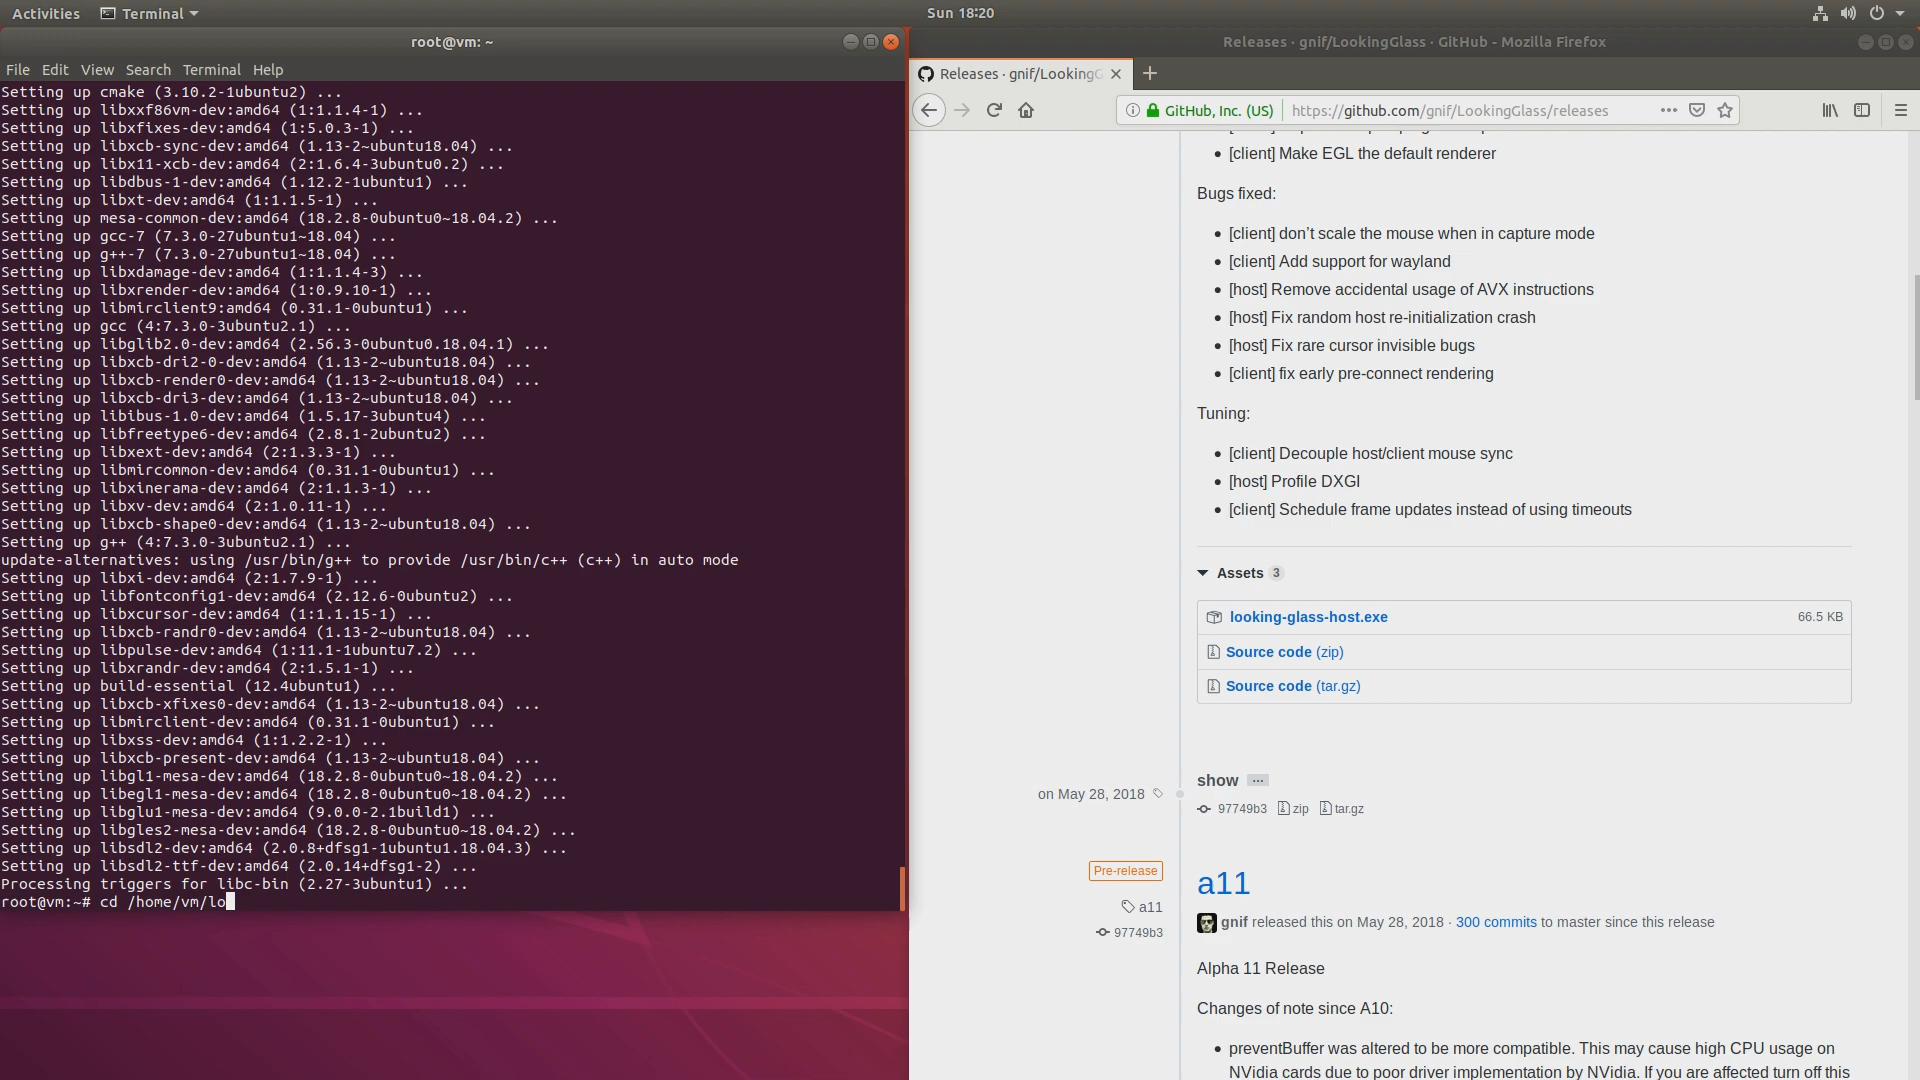 Activities Terminal Sun 18:20
root@vm: ~
File Edit View Search Terminal Help
Setting up cmake (3.10.2-1ubuntu2) ...
Setting up libxxf86vm-dev:amd64 (1:1.1.4-1) ...
Setting up libxfixes-dev:amd64 (1:5.0.3-1) ...
Setting up libxcb-sync-dev:amd64 (1.13-2~ubuntu18.04) ...
Setting up libx11-xcb-dev:amd64 (2:1.6.4-3ubuntu0.2) ...
Setting up libdbus-1-dev:amd64 (1.12.2-1ubuntu1) ...
Setting up libxt-dev:amd64 (1:1.1.5-1) ...
Setting up mesa-common-dev:amd64 (18.2.8-0ubuntu0~18.04.2) ...
Setting up gcc-7 (7.3.0-27ubuntu1~18.04) ...
Setting up g++-7 (7.3.0-27ubuntu1~18.04) ...
Setting up libxdamage-dev:amd64 (1:1.1.4-3) ...
Setting up libxrender-dev:amd64 (1:0.9.10-1) ...
Setting up libmirclient9:amd64 (0.31.1-0ubuntu1) ...
Setting up gcc (4:7.3.0-3ubuntu2.1) ...
Setting up libglib2.0-dev:amd64 (2.56.3-0ubuntu0.18.04.1) ...
Setting up libxcb-dri2-0-dev:amd64 (1.13-2~ubuntu18.04) ...
Setting up libxcb-render0-dev:amd64 (1.13-2~ubuntu18.04) ...
Setting up libxcb-dri3-dev:amd64 (1.13-2~ubuntu18.04) ...
Setting up libibus-1.0-dev:amd64 (1.5.17-3ubuntu4) ...
Setting up libfreetype6-dev:amd64 (2.8.1-2ubuntu2) ...
Setting up libxext-dev:amd64 (2:1.3.3-1) ...
Setting up libmircommon-dev:amd64 (0.31.1-0ubuntu1) ...
Setting up libxinerama-dev:amd64 (2:1.1.3-1) ...
Setting up libxv-dev:amd64 (2:1.0.11-1) ...
Setting up libxcb-shape0-dev:amd64 (1.13-2~ubuntu18.04) ...
Setting up g++ (4:7.3.0-3ubuntu2.1) ...
update-alternatives: using /usr/bin/g++ to provide /usr/bin/c++ (c++) in auto mode
Setting up libxi-dev:amd64 (2:1.7.9-1) ...
Setting up libfontconfig1-dev:amd64 (2.12.6-0ubuntu2) ...
Setting up libxcursor-dev:amd64 (1:1.1.15-1) ...
Setting up libxcb-randr0-dev:amd64 (1.13-2~ubuntu18.04) ...
Setting up libpulse-dev:amd64 (1:11.1-1ubuntu7.2) ...
Setting up libxrandr-dev:amd64 (2:1.5.1-1) ...
Setting up build-essential (12.4ubuntu1) ...
Setting up libxcb-xfixes0-dev:amd64 (1.13-2~ubuntu18.04) ...
Setting up libmirclient-dev:amd64 (0.31.1-0ubuntu1) ...
Setting up libxss-dev:amd64 (1:1.2.2-1) ...
Setting up libxcb-present-dev:amd64 (1.13-2~ubuntu18.04) ...
Setting up libgl1-mesa-dev:amd64 (18.2.8-0ubuntu0~18.04.2) ...
Setting up libegl1-mesa-dev:amd64 (18.2.8-0ubuntu0~18.04.2) ...
Setting up libglu1-mesa-dev:amd64 (9.0.0-2.1build1) ...
Setting up libgles2-mesa-dev:amd64 (18.2.8-0ubuntu0~18.04.2) ...
Setting up libsdl2-dev:amd64 (2.0.8+dfsg1-1ubuntu1.18.04.3) ...
Setting up libsdl2-ttf-dev:amd64 (2.0.14+dfsg1-2) ...
Processing triggers for libc-bin (2.27-3ubuntu1) ...
root@vm:~# cd /home/vm/lo
Releases · gnif/LookingGlass · GitHub - Mozilla Firefox
Releases · gnif/LookingG
GitHub, Inc. (US) https://github.com/gnif/LookingGlass/releases
[client] Make EGL the default renderer
Bugs fixed:
[client] don’t scale the mouse when in capture mode
[client] Add support for wayland
[host] Remove accidental usage of AVX instructions
[host] Fix random host re-initialization crash
[host] Fix rare cursor invisible bugs
[client] fix early pre-connect rendering
Tuning:
[client] Decouple host/client mouse sync
[host] Profile DXGI
[client] Schedule frame updates instead of using timeouts
Assets 3
looking-glass-host.exe 66.5 KB
Source code (zip)
Source code (tar.gz)
show ...
on May 28, 2018
97749b3 zip tar.gz
Pre-release
a11
97749b3
a11
gnif released this on May 28, 2018 · 300 commits to master since this release
Alpha 11 Release
Changes of note since A10:
preventBuffer was altered to be more compatible. This may cause high CPU usage on
NVidia cards due to poor driver implementation by NVidia. If you are affected turn off this